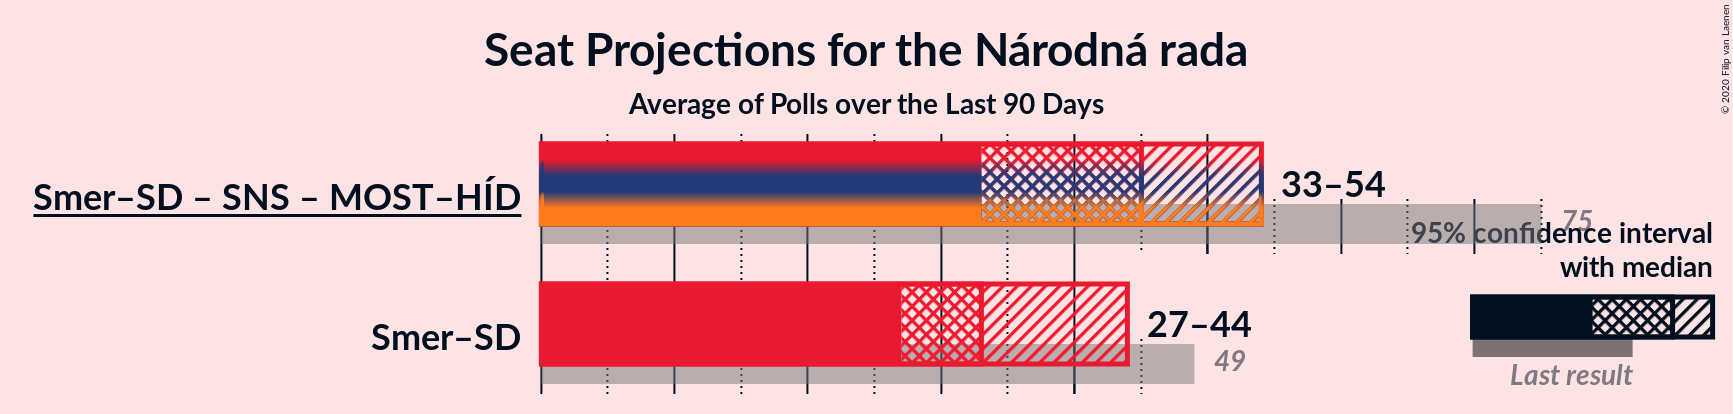 Seat Projections for the Národná rada
Average of Polls over the Last 90 Days
© 2020 Filip van Laenen
Smer–SD – SNS – MOST–HÍD
33–54
75
95% confidence interval
with median
Smer–SD
27–44
49
Last result